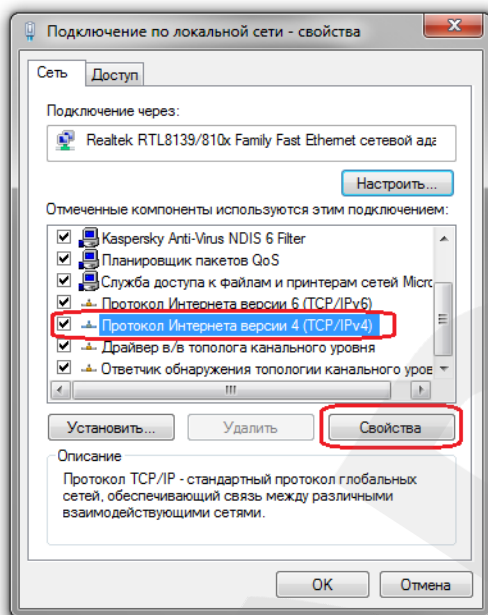 Подключение по локальной сети - свойства
Сеть
Доступ
Подключение через:
Realtek RTL8139/810x Family Fast Ethernet сетевой ада
Настроить...
Отмеченные компоненты используются этим подключением:
Kaspersky Anti-Virus NDIS 6 Filter
Планировщик пакетов QoS
Служба доступа к файлам и принтерам сетей Micro
Протокол Интернета версии 6 (TCP/IPv6)
Протокол Интернета версии 4 (TCP/IPv4)
Драйвер в/в тополога канального уровня
Ответчик обнаружения топологии канального уров
Установить...
Удалить
Свойства
Описание
Протокол TCP/IP - стандартный протокол глобальных
сетей, обеспечивающий связь между различными
взаимодействующими сетями.
OK
Отмена